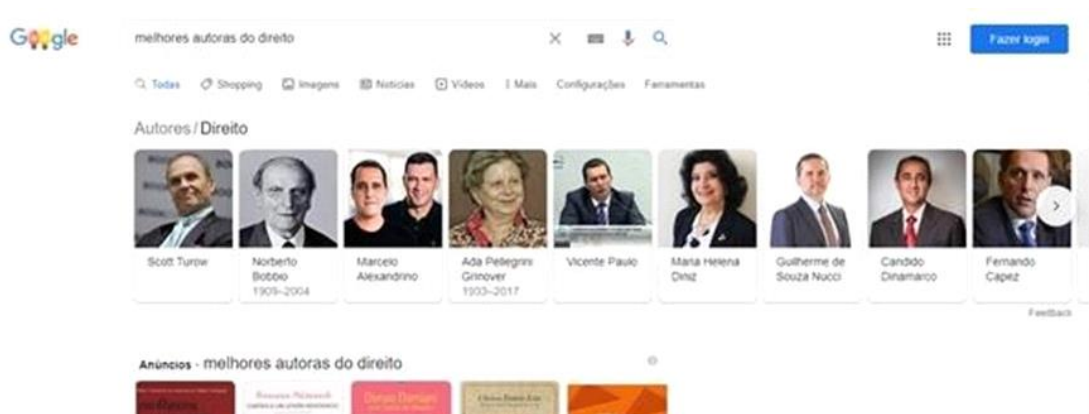 Google
melhores autoras do direito
Fazer login
Todas Shopping Imagens Notícias Vídeos Mais Configurações Ferramentas
Autores / Direito
Scott Turow
Norberto Bobbio
1909–2004
Marcelo Alexandrino
Ada Pellegrini Grinover
1933–2017
Vicente Paulo
Maria Helena Diniz
Guilherme de Souza Nucci
Candido Dinamarco
Fernando Capez
Feedback
Anúncios · melhores autoras do direito